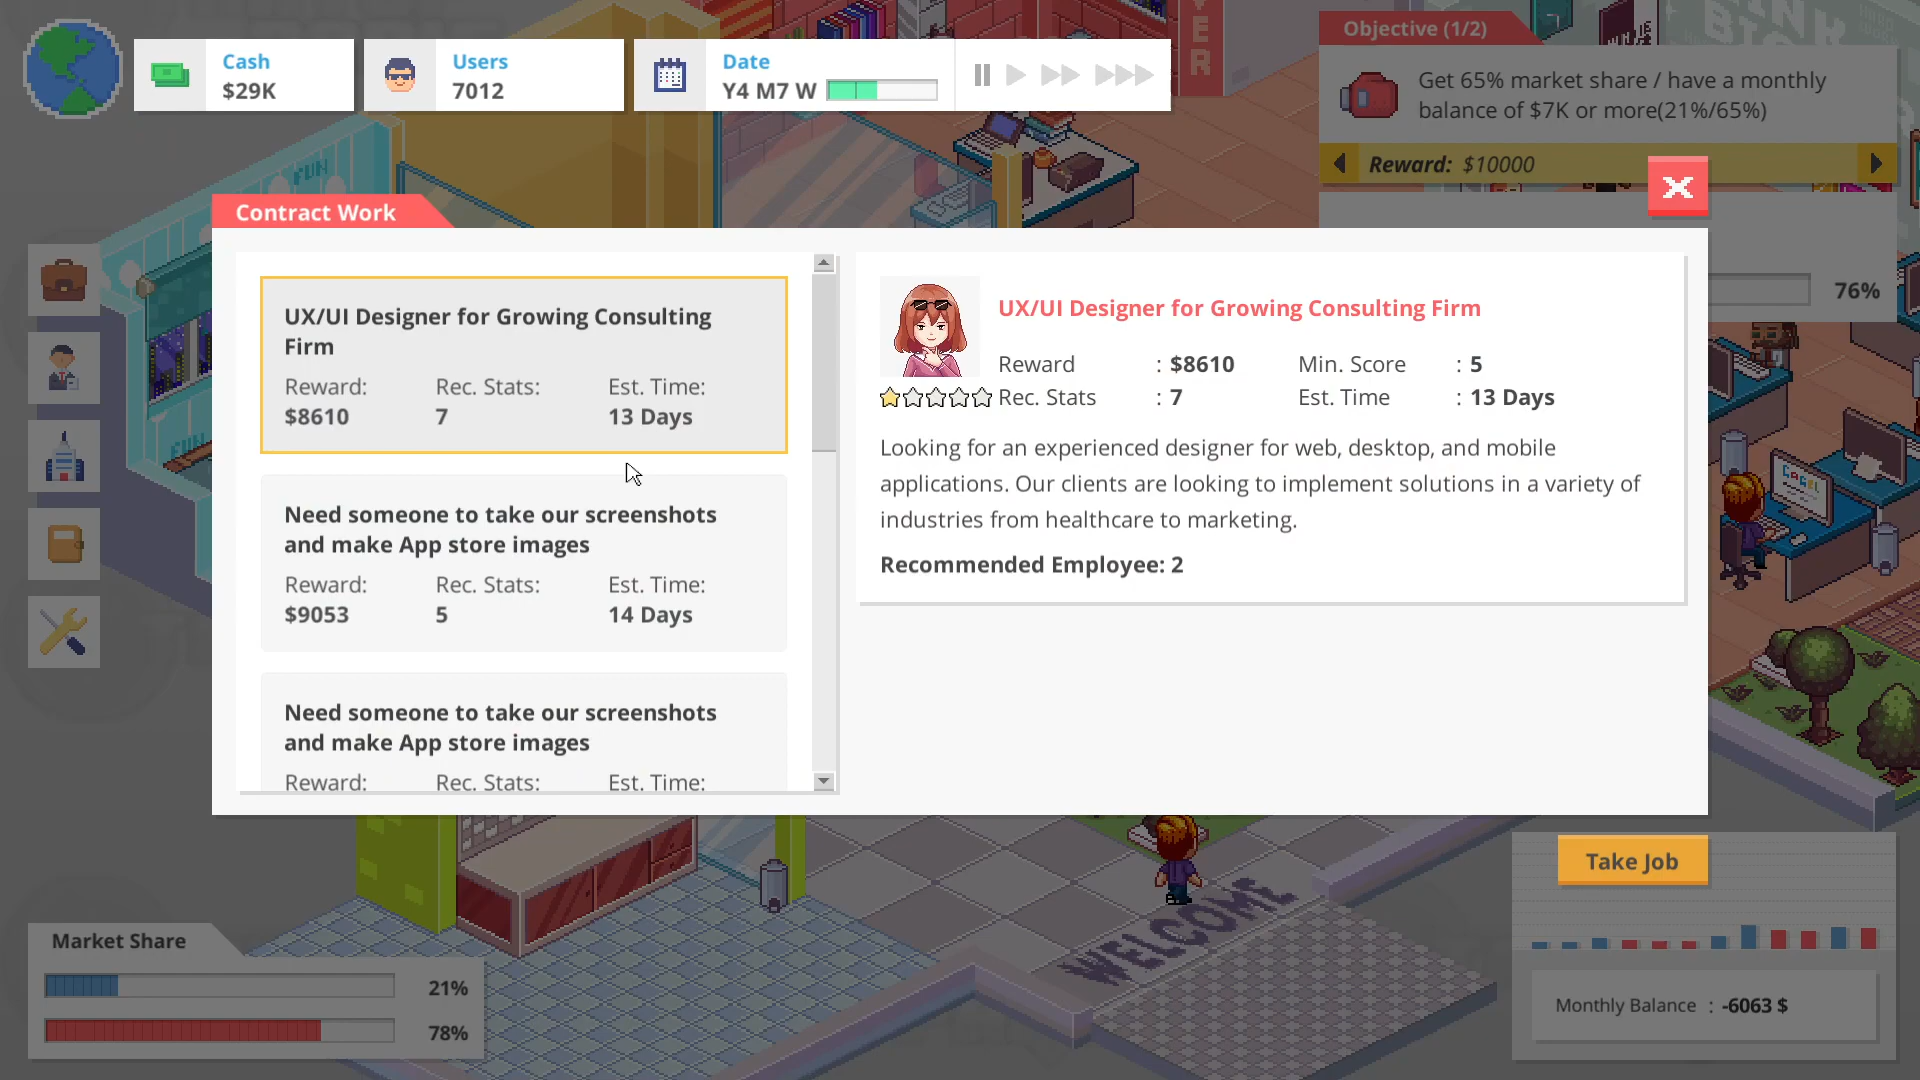 Cash
$29K
Users
7012
Date
Y4 M7 W
Objective (1/2)
Get 65% market share / have a monthly
balance of $7K or more(21%/65%)
Reward: $10000
76%
Contract Work
UX/UI Designer for Growing Consulting
Firm
Reward: Rec. Stats: Est. Time:
$8610 7 13 Days
Need someone to take our screenshots
and make App store images
Reward: Rec. Stats: Est. Time:
$9053 5 14 Days
Need someone to take our screenshots
and make App store images
Reward: Rec. Stats: Est. Time:
UX/UI Designer for Growing Consulting Firm
Reward : $8610 Min. Score : 5
Rec. Stats : 7 Est. Time : 13 Days
Looking for an experienced designer for web, desktop, and mobile
applications. Our clients are looking to implement solutions in a variety of
industries from healthcare to marketing.
Recommended Employee: 2
Take Job
Market Share
21%
78%
Monthly Balance : -6063 $
WELCOME
FUN
FUN